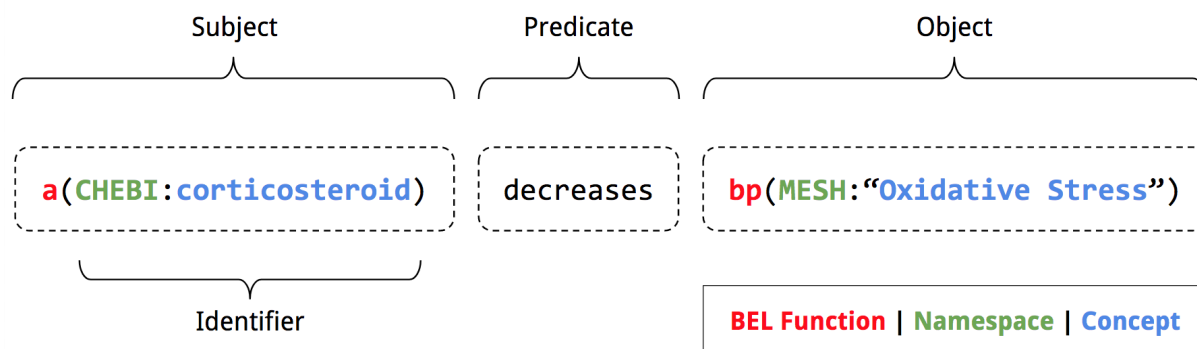 Subject Predicate Object
a(CHEBI:corticosteroid) decreases bp(MESH:“Oxidative Stress”)
Identifier
BEL Function | Namespace | Concept